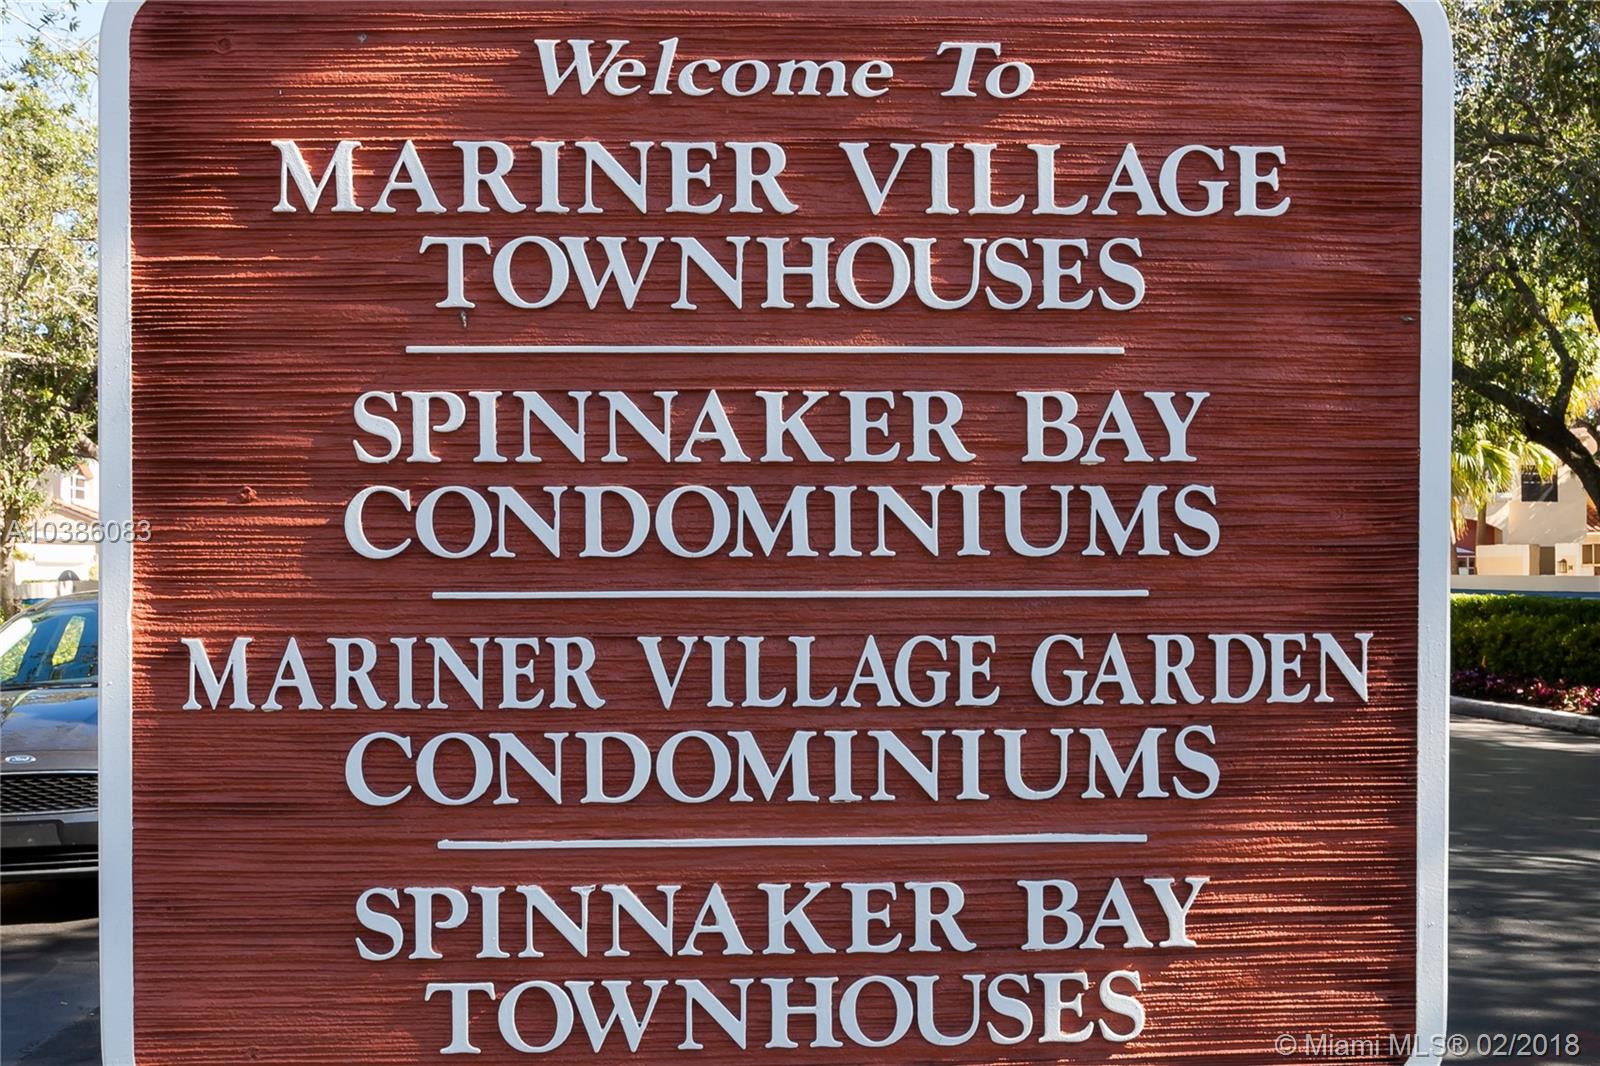 Welcome To
MARINER VILLAGE
TOWNHOUSES
SPINNAKER BAY
CONDOMINIUMS
A10386083
MARINER VILLAGE GARDEN
CONDOMINIUMS
Ford
SPINNAKER BAY
TOWNHOUSES
© Miami MLS® 02/2018